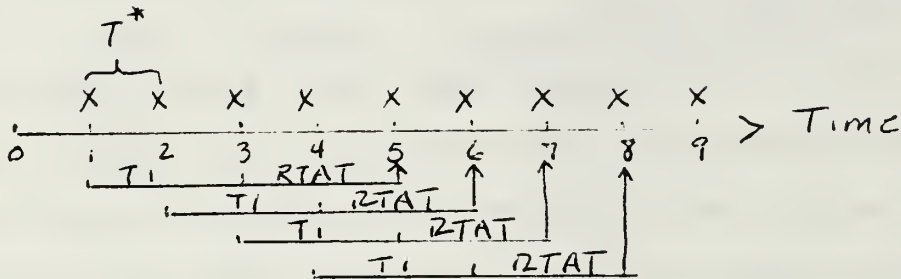 T*
X X X X X X X X X
0 1 2 3 4 5 6 7 8 9 > Time
T1 RTAT
T1 RTAT
T1 RTAT
T1 RTAT